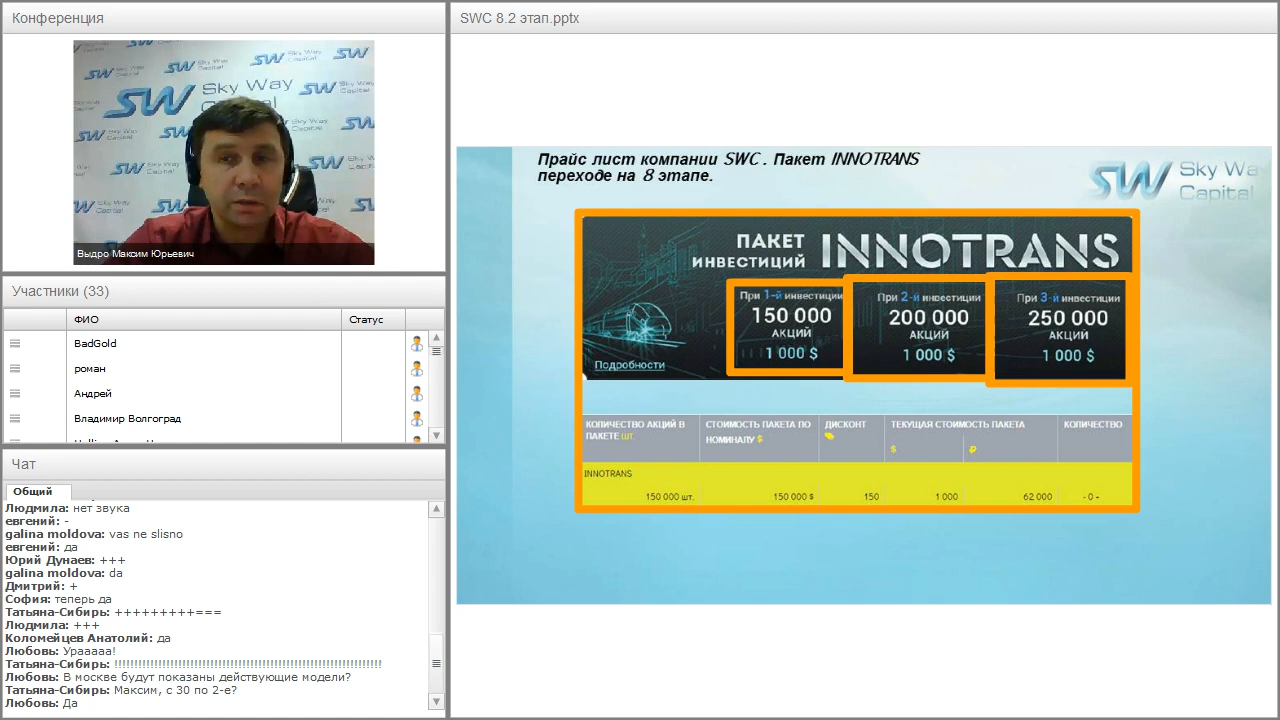 Конференция
SW Sky Way Capital
Выдро Максим Юрьевич
Участники (33)
ФИО
Статус
BadGold
роман
Андрей
Владимир Волгоград
Чат
Общий
Людмила: нет звука
евгений: -
galina moldova: vas ne slisno
евгений: да
Юрий Дунаев: +++
galina moldova: da
Дмитрий: +
София: теперь да
Татьяна-Сибирь: +++++++++===
Людмила: +++
Коломейцев Анатолий: да
Любовь: Урааааа!
Татьяна-Сибирь: !!!!!!!!!!!!!!!!!!!!!!!!!!!!!!!!!!!!!!!!!!!!!!!!!!!!!!!!!!!!!!!!!!!
Любовь: В москве будут показаны действующие модели?
Татьяна-Сибирь: Максим, с 30 по 2-е?
Любовь: Да
SWC 8.2 этап.pptx
Прайс лист компании SWC . Пакет INNOTRANS
переходе на 8 этапе.
SW Sky Wa
Capital
ПАКЕТ
ИНВЕСТИЦИЙ
INNOTRANS
При 1-й инвестиции
150 000
АКЦИЙ
1 000 $
При 2-й инвестиции
200 000
АКЦИЙ
1 000 $
При 3-й инвестиции
250 000
АКЦИЙ
1 000 $
Подробности
КОЛИЧЕСТВО АКЦИЙ В
ПАКЕТЕ ШТ.
СТОИМОСТЬ ПАКЕТА ПО
НОМИНАЛУ $
ДИСКОНТ
ТЕКУЩАЯ СТОИМОСТЬ ПАКЕТА
$ ₽
КОЛИЧЕСТВО
INNOTRANS
150 000 шт. 150 000 $ 150 1 000 62 000 - 0 +